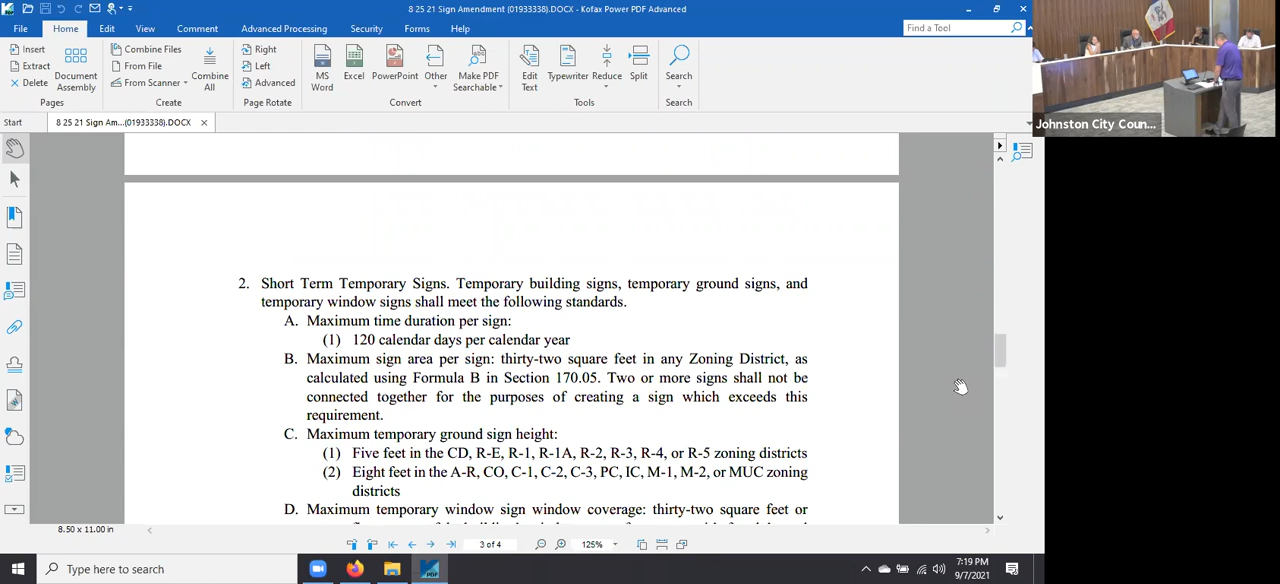 8 25 21 Sign Amendment (01933338).DOCX - Kofax Power PDF Advanced
File Home Edit View Comment Advanced Processing Security Forms Help Find a Tool
Insert
Extract
Delete
Document Assembly
Pages
Combine Files
From File
From Scanner
Combine All
Create
Right
Left
Advanced
Page Rotate
MS Word
Excel
PowerPoint
Other
Make PDF Searchable
Convert
Edit Text
Typewriter
Reduce
Split
Tools
Search
Search
Johnston City Coun...
Start 8 25 21 Sign Am...(01933338).DOCX
2. Short Term Temporary Signs. Temporary building signs, temporary ground signs, and
temporary window signs shall meet the following standards.
A. Maximum time duration per sign:
(1) 120 calendar days per calendar year
B. Maximum sign area per sign: thirty-two square feet in any Zoning District, as
calculated using Formula B in Section 170.05. Two or more signs shall not be
connected together for the purposes of creating a sign which exceeds this
requirement.
C. Maximum temporary ground sign height:
(1) Five feet in the CD, R-E, R-1, R-1A, R-2, R-3, R-4, or R-5 zoning districts
(2) Eight feet in the A-R, CO, C-1, C-2, C-3, PC, IC, M-1, M-2, or MUC zoning
districts
D. Maximum temporary window sign window coverage: thirty-two square feet or
8.50 x 11.00 in
3 of 4 125%
Type here to search
PDF
7:19 PM
9/7/2021